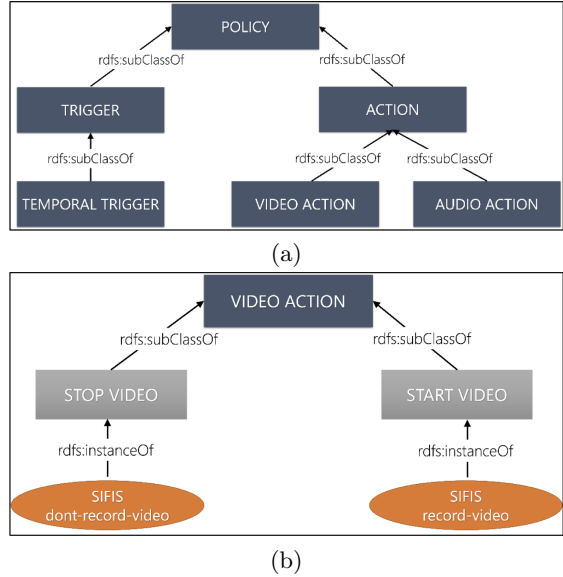 POLICY
rdfs:subClassOf
rdfs:subClassOf
TRIGGER
ACTION
rdfs:subClassOf
rdfs:subClassOf
rdfs:subClassOf
TEMPORAL TRIGGER
VIDEO ACTION
AUDIO ACTION
(a)
VIDEO ACTION
rdfs:subClassOf
rdfs:subClassOf
STOP VIDEO
START VIDEO
rdfs:instanceOf
rdfs:instanceOf
SIFIS
dont-record-video
SIFIS
record-video
(b)